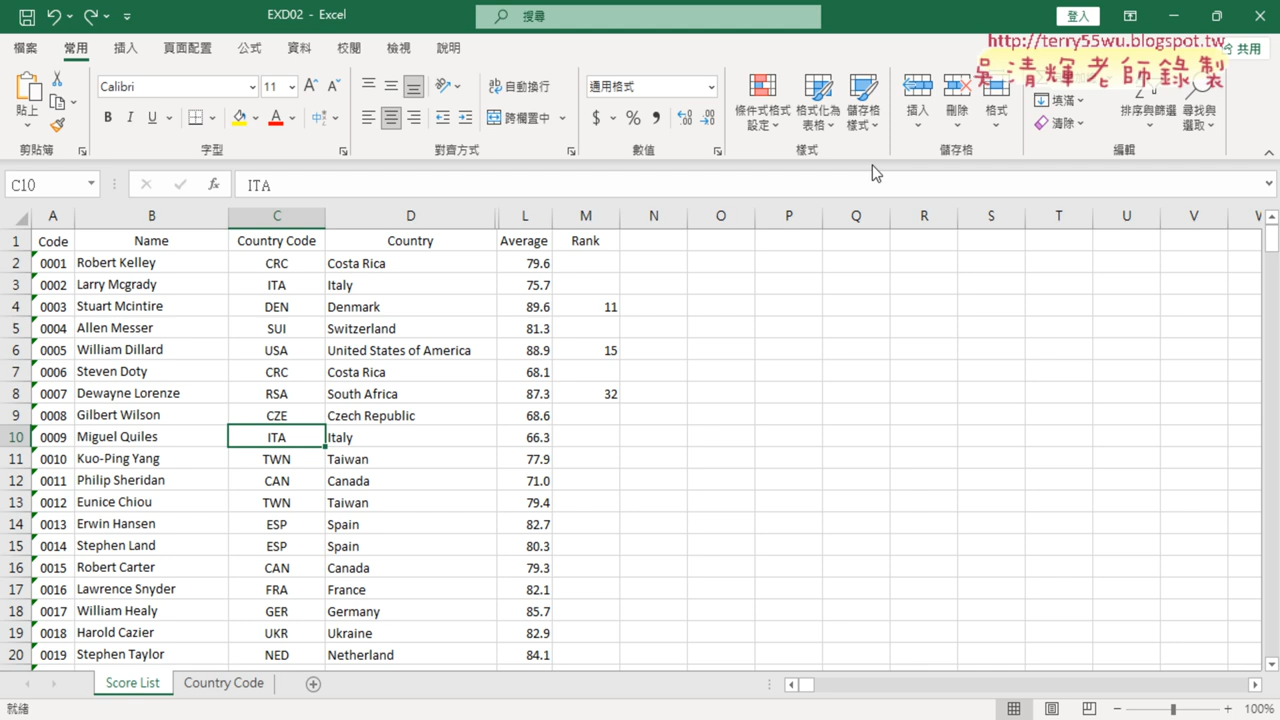 EXD02 - Excel
搜尋
登入
http://terry55wu.blogspot.tw
吳清輝老師錄製
檔案 常用 插入 頁面配置 公式 資料 校閱 檢視 說明 共用
貼上 Calibri 11 自動換行 通用格式 條件式格式設定 格式化為表格 儲存格樣式 插入 刪除 格式 填滿 排序與篩選 尋找與選取
B I U 跨欄置中 $ % 清除
剪貼簿 字型 對齊方式 數值 樣式 儲存格 編輯
C10 fx ITA
A B C D L M N O P Q R S T U V W
1 Code Name Country Code Country Average Rank
2 0001 Robert Kelley CRC Costa Rica 79.6
3 0002 Larry Mcgrady ITA Italy 75.7
4 0003 Stuart Mcintire DEN Denmark 89.6 11
5 0004 Allen Messer SUI Switzerland 81.3
6 0005 William Dillard USA United States of America 88.9 15
7 0006 Steven Doty CRC Costa Rica 68.1
8 0007 Dewayne Lorenze RSA South Africa 87.3 32
9 0008 Gilbert Wilson CZE Czech Republic 68.6
10 0009 Miguel Quiles ITA Italy 66.3
11 0010 Kuo-Ping Yang TWN Taiwan 77.9
12 0011 Philip Sheridan CAN Canada 71.0
13 0012 Eunice Chiou TWN Taiwan 79.4
14 0013 Erwin Hansen ESP Spain 82.7
15 0014 Stephen Land ESP Spain 80.3
16 0015 Robert Carter CAN Canada 79.3
17 0016 Lawrence Snyder FRA France 82.1
18 0017 William Healy GER Germany 85.7
19 0018 Harold Cazier UKR Ukraine 82.9
20 0019 Stephen Taylor NED Netherland 84.1
Score List Country Code
就緒 100%